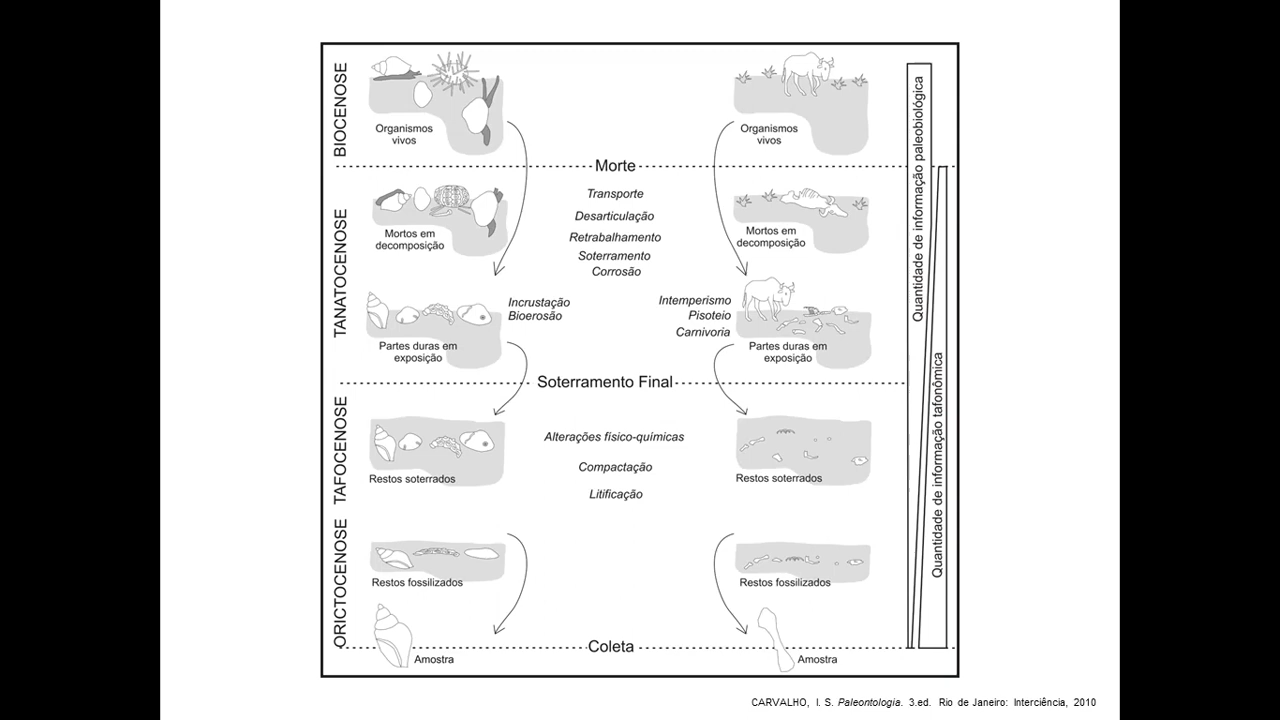 BIOCENOSE
Organismos
vivos
Organismos
vivos
Morte
TANATOCENOSE
Transporte
Desarticulação
Retrabalhamento
Soterramento
Corrosão
Mortos em
decomposição
Mortos em
decomposição
Incrustação
Bioerosão
Intemperismo
Pisoteio
Carnivoria
Partes duras em
exposição
Partes duras em
exposição
Soterramento Final
TAFOCENOSE
Alterações físico-químicas
Compactação
Litificação
Restos soterrados
Restos soterrados
ORICTOCENOSE
Restos fossilizados
Restos fossilizados
Coleta
Amostra
Amostra
Quantidade de informação paleobiológica
Quantidade de informação tafonômica
CARVALHO, I. S. Paleontologia. 3.ed. Rio de Janeiro: Interciência, 2010